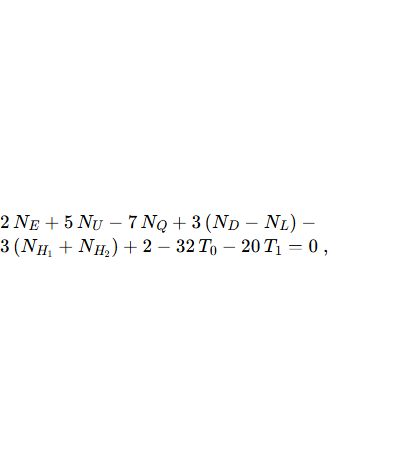 2 N_E + 5 N_U − 7 N_Q + 3 (N_D − N_L) −
3 (N_{H_1} + N_{H_2}) + 2 − 32 T_0 − 20 T_1 = 0 ,